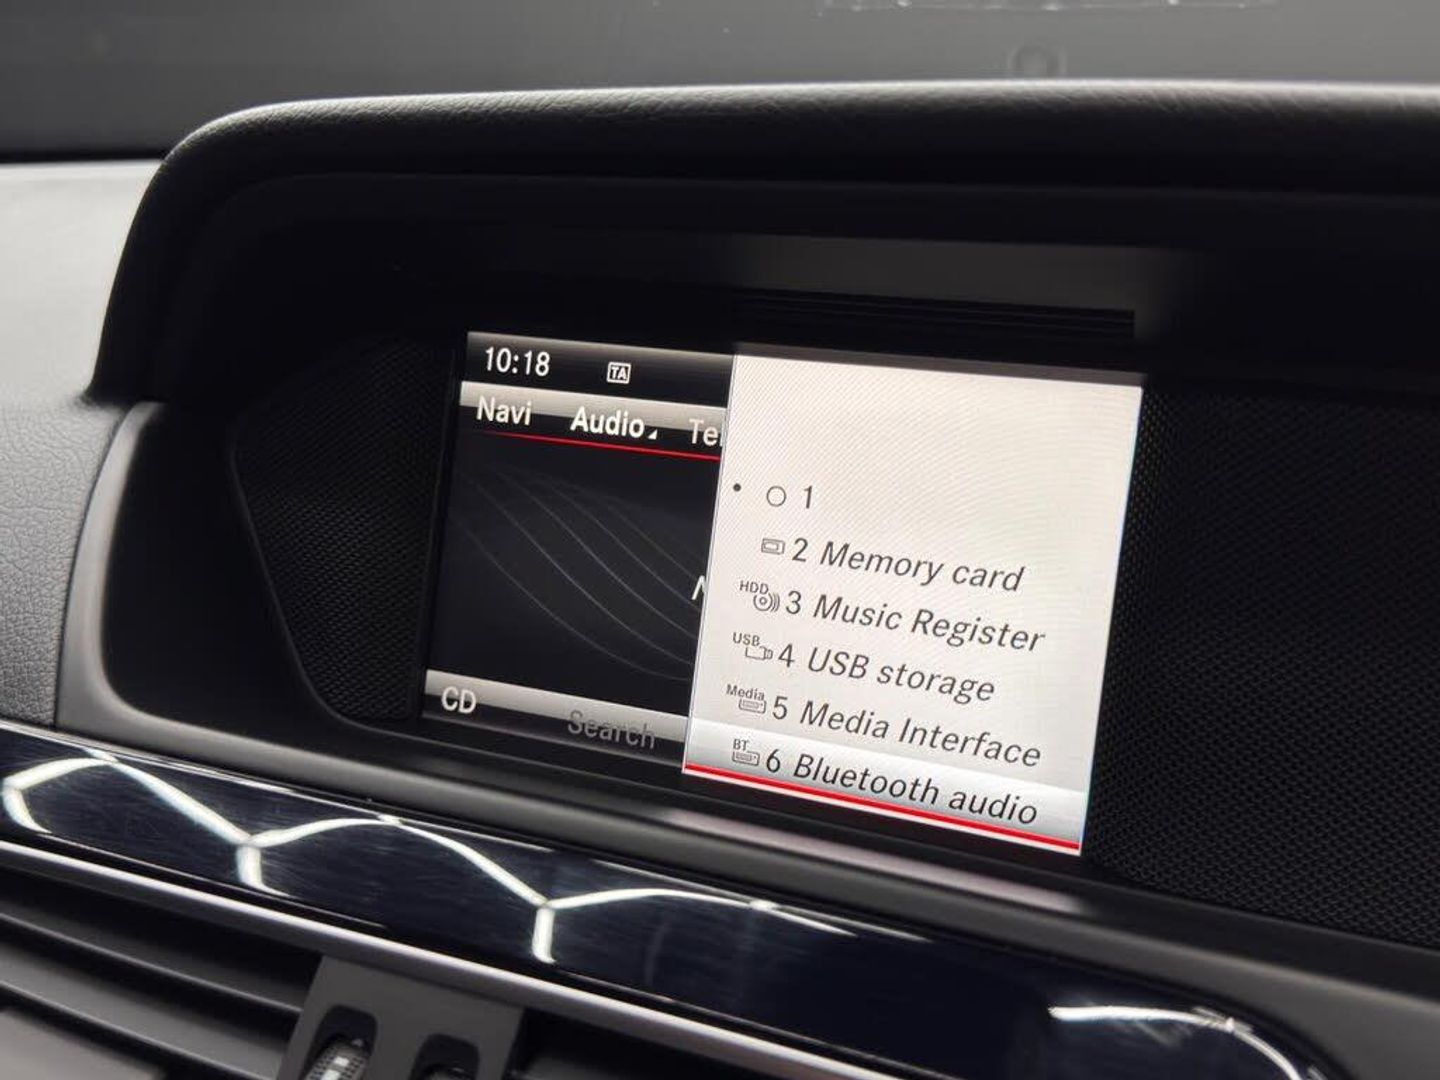 10:18 TA
Navi Audio Tel
1
2 Memory card
HDD 3 Music Register
USB 4 USB storage
Media 5 Media Interface
BT 6 Bluetooth audio
CD Search